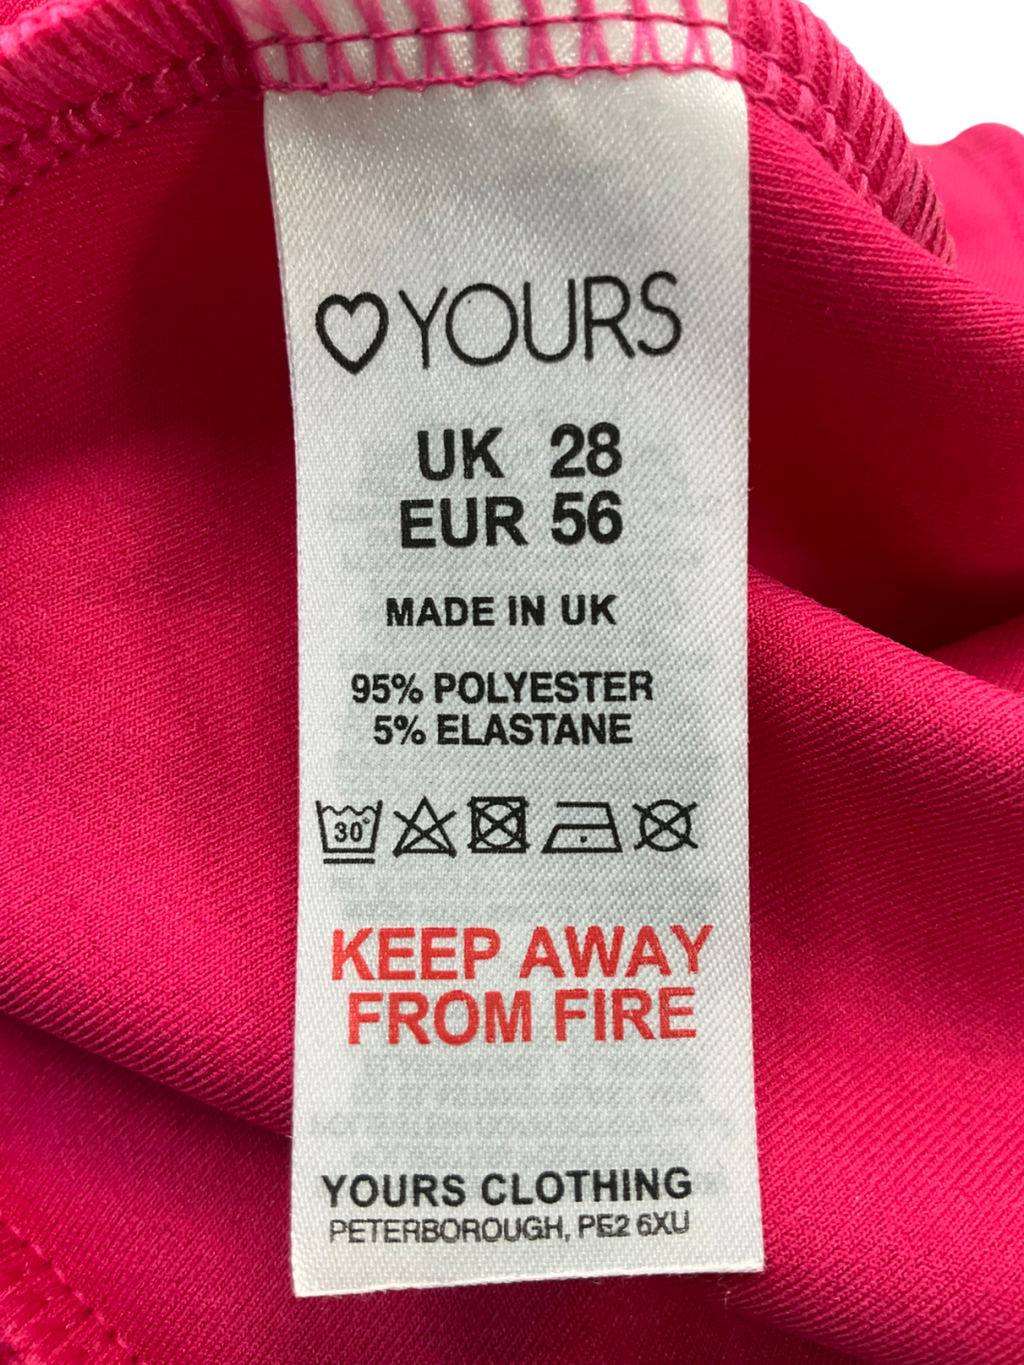 YOURS
UK 28
EUR 56
MADE IN UK
95% POLYESTER
5% ELASTANE
30°
KEEP AWAY
FROM FIRE
YOURS CLOTHING
PETERBOROUGH, PE2 6XU